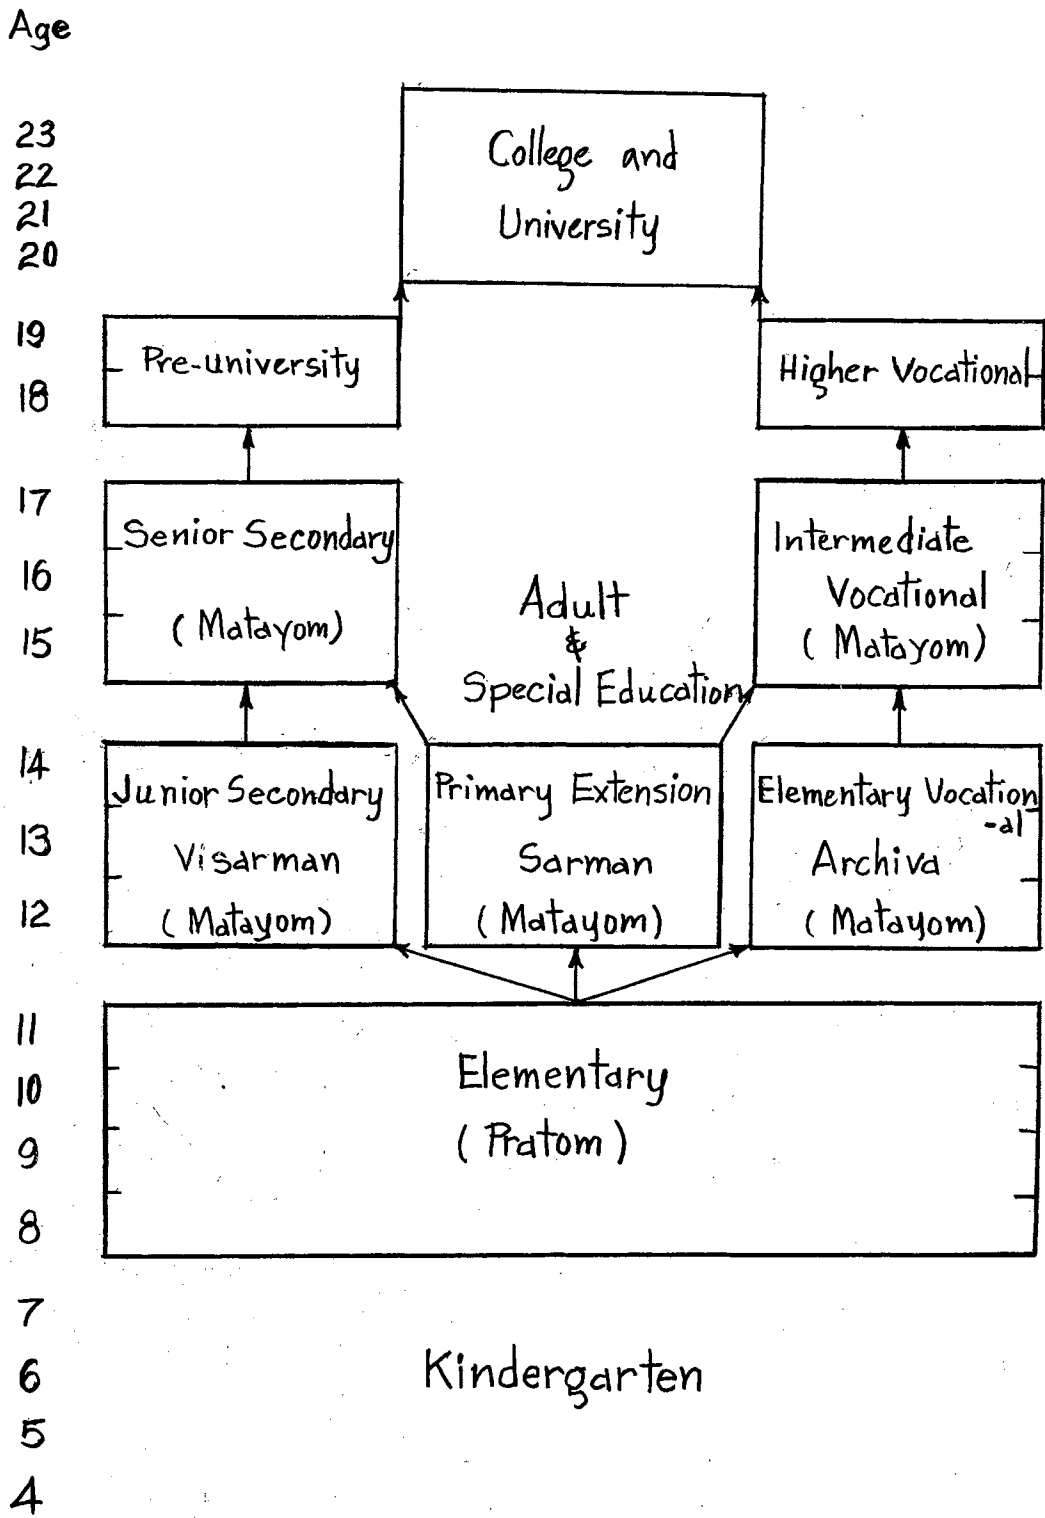 Age
23
22
21
20
College and
University
19
18
Pre-university
Higher Vocational
17
16
15
Senior Secondary
(Matayom)
Adult
&
Special Education
Intermediate
Vocational
(Matayom)
14
13
12
Junior Secondary
Visarman
(Matayom)
Primary Extension
Sarman
(Matayom)
Elementary Vocation
-al
Archiva
(Matayom)
11
10
9
8
Elementary
(Pratom)
7
6
5
4
Kindergarten